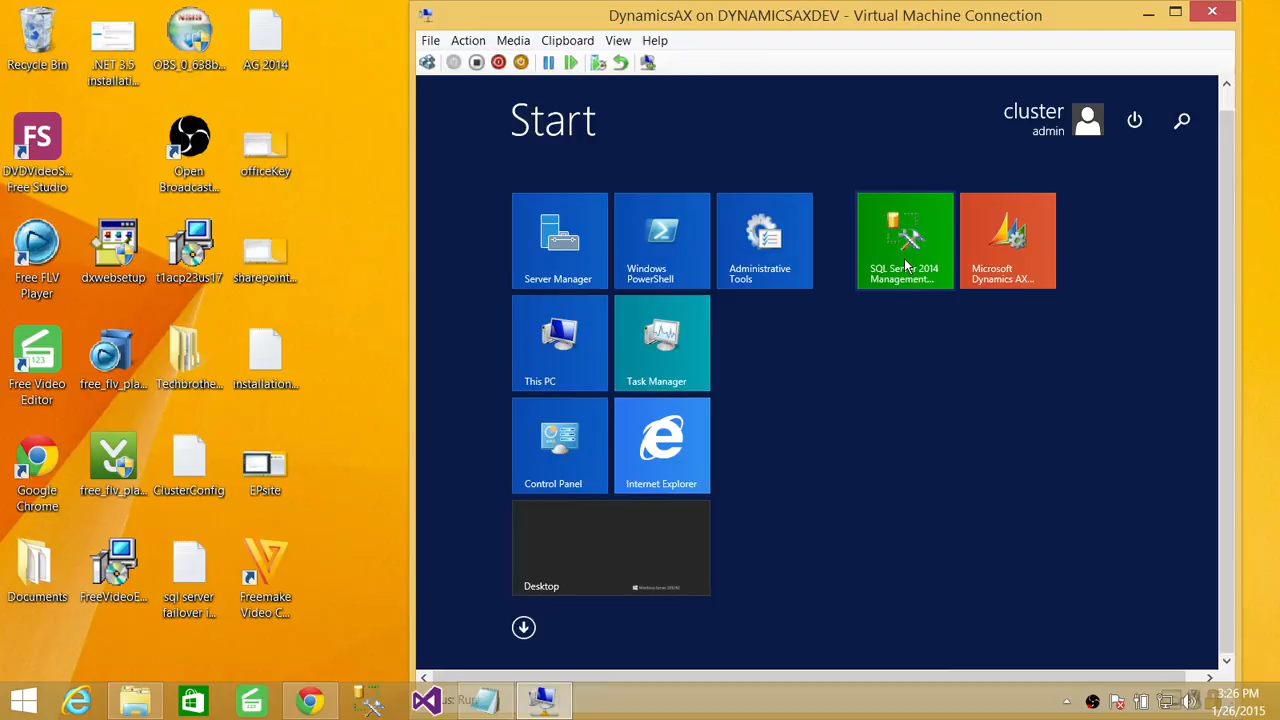 DynamicsAX on DYNAMICSAXDEV - Virtual Machine Connection
File Action Media Clipboard View Help
Start
cluster
admin
Server Manager
Windows
PowerShell
Administrative
Tools
SQL Server 2014
Management...
Microsoft
Dynamics AX...
This PC
Task Manager
Control Panel
Internet Explorer
Desktop
Recycle Bin
.NET 3.5
installati...
OBS_0_638b...
AG 2014
FS
DVDVideoS...
Free Studio
Open
Broadcast...
officeKey
Free FLV
Player
dxwebsetup
t1acp23us17
sharepoint...
123
Free Video
Editor
free_flv_pla...
Techbrothe...
installation...
Google
Chrome
free_flv_pla...
ClusterConfig
EPsite
Documents
FreeVideoE...
sql server
failover i...
Freemake
Video C...
3:26 PM
1/26/2015